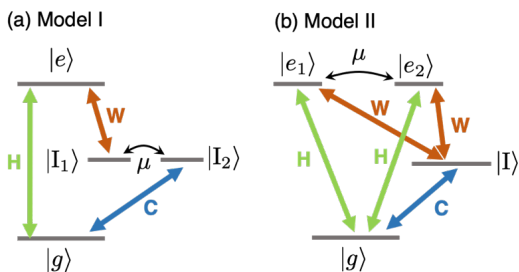 (a) Model I
|e⟩
W
H
|I₁⟩
μ
|I₂⟩
C
|g⟩
(b) Model II
μ
|e₁⟩
|e₂⟩
W
W
H
H
|I⟩
C
|g⟩